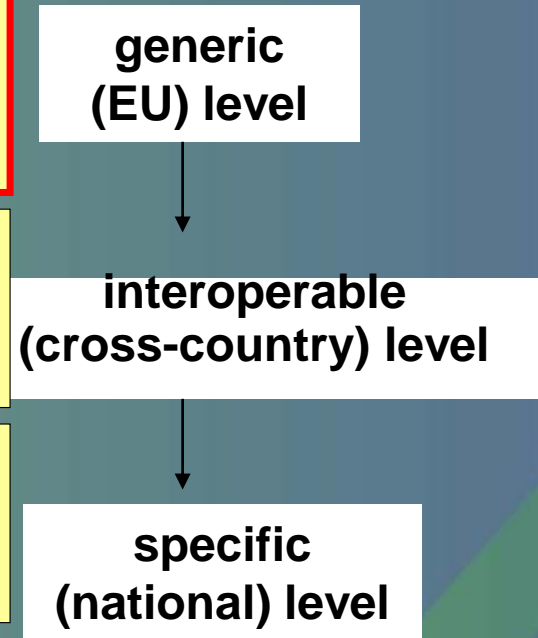 generic
(EU) level
interoperable
(cross-country) level
specific
(national) level